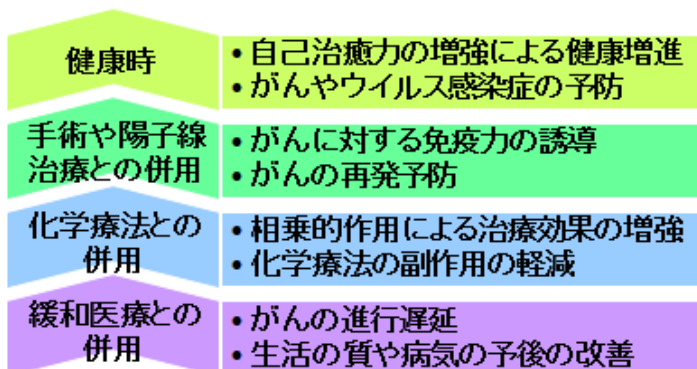 健康時
• 自己治癒力の増強による健康増進
• がんやウイルス感染症の予防
手術や陽子線
治療との併用
• がんに対する免疫力の誘導
• がんの再発予防
化学療法との
併用
• 相乗的作用による治療効果の増強
• 化学療法の副作用の軽減
緩和医療との
併用
• がんの進行遅延
• 生活の質や病気の予後の改善